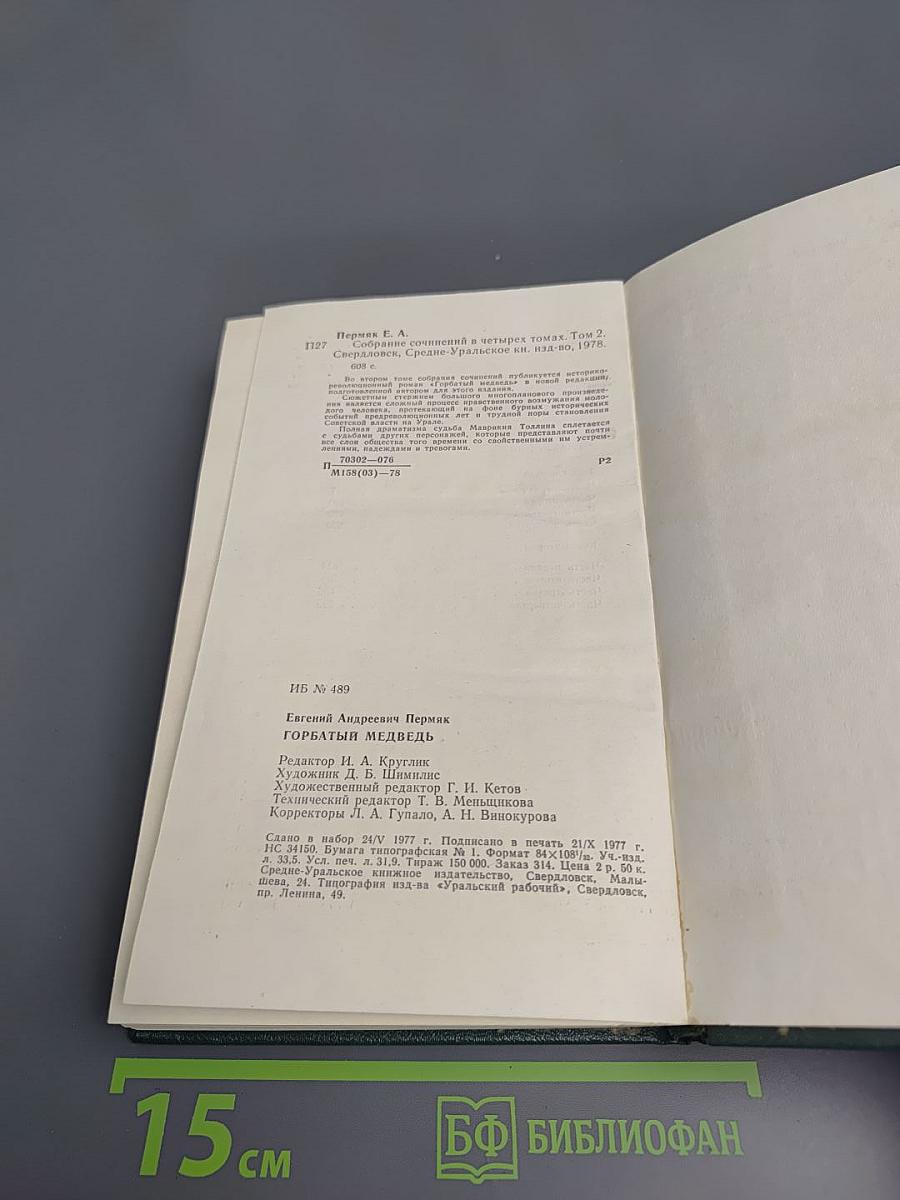 Пермяк Е. А.
П27 Собрание сочинений в четырех томах. Том 2.
Свердловск, Средне-Уральское кн. изд-во, 1978.
608 с.
Во втором томе собрания сочинений публикуется историко-
революционный роман «Горбатый медведь» в новой редакции,
подготовленной автором для этого издания.
Сюжетным стержнем большого многопланового произведе-
ния является сложный процесс нравственного возмужания моло-
дого человека, протекающий на фоне бурных исторических
событий предреволюционных лет и трудной поры становления
Советской власти на Урале.
Полная драматизма судьба Маврикия Толлина сплетается
с судьбами других персонажей, которые представляют почти
все слои общества того времени со свойственными им устрем-
лениями, надеждами и тревогами.
П 70302—076
М158(03)—78
Р2
ИБ № 489
Евгений Андреевич Пермяк
ГОРБАТЫЙ МЕДВЕДЬ
Редактор И. А. Круглик
Художник Д. Б. Шимилис
Художественный редактор Г. И. Кетов
Технический редактор Т. В. Меньщикова
Корректоры Л. А. Гупало, А. Н. Винокурова
Сдано в набор 24/V 1977 г. Подписано в печать 21/X 1977 г.
НС 34150. Бумага типографская № 1. Формат 84×108¹/₃₂. Уч.-изд.
л. 33,5. Усл. печ. л. 31,9. Тираж 150 000. Заказ 314. Цена 2 р. 50 к.
Средне-Уральское книжное издательство, Свердловск, Малы-
шева, 24. Типография изд-ва «Уральский рабочий», Свердловск,
пр. Ленина, 49.
15 см
БФ БИБЛИОФАН